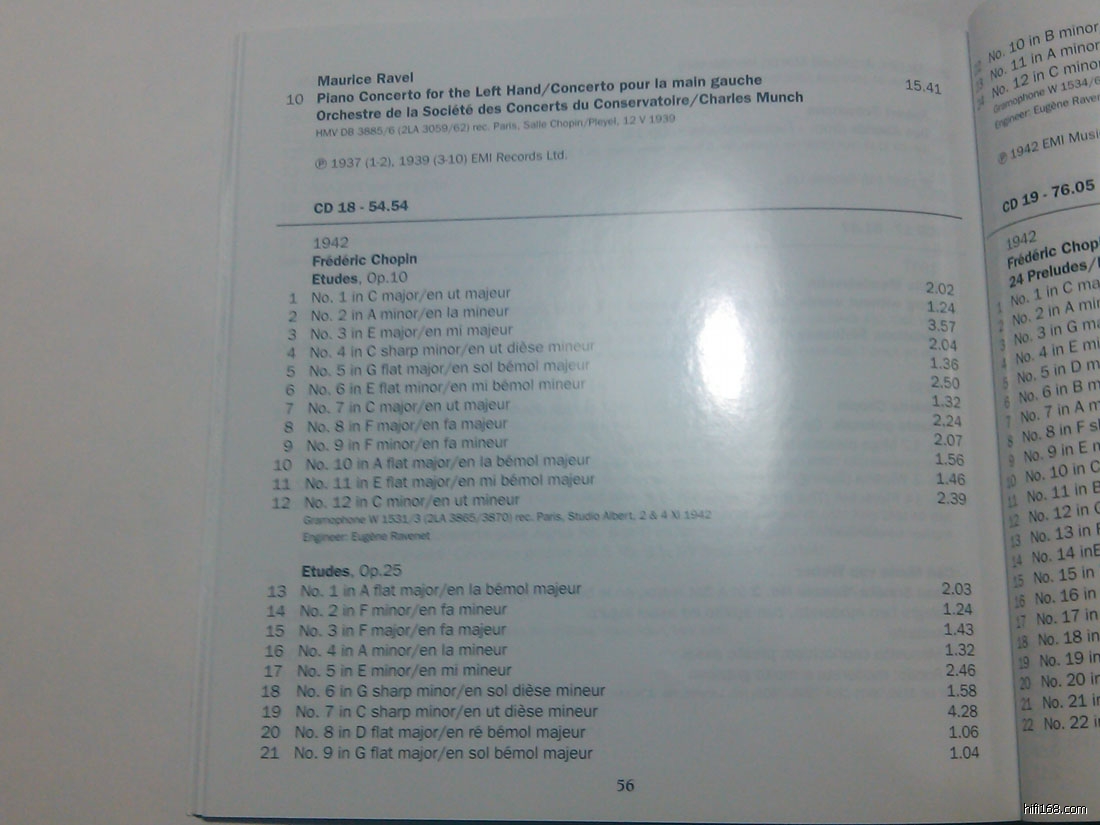 Maurice Ravel
10 Piano Concerto for the Left Hand/Concerto pour la main gauche 15.41
Orchestre de la Société des Concerts du Conservatoire/Charles Munch
HMV DB 3885/6 (2LA 3059/62) rec. Paris, Salle Chopin/Pleyel, 12 V 1939
℗ 1937 (1-2), 1939 (3-10) EMI Records Ltd.
CD 18 - 54.54
1942
Frédéric Chopin
Etudes, Op.10
1 No. 1 in C major/en ut majeur 2.02
2 No. 2 in A minor/en la mineur 1.24
3 No. 3 in E major/en mi majeur 3.57
4 No. 4 in C sharp minor/en ut dièse mineur 2.04
5 No. 5 in G flat major/en sol bémol majeur 1.36
6 No. 6 in E flat minor/en mi bémol mineur 2.50
7 No. 7 in C major/en ut majeur 1.32
8 No. 8 in F major/en fa majeur 2.24
9 No. 9 in F minor/en fa mineur 2.07
10 No. 10 in A flat major/en la bémol majeur 1.56
11 No. 11 in E flat major/en mi bémol majeur 1.46
12 No. 12 in C minor/en ut mineur 2.39
Gramophone W 1531/3 (2LA 3865/3870) rec. Paris, Studio Albert, 2 & 4 XI 1942
Engineer: Eugène Ravenet
Etudes, Op.25
13 No. 1 in A flat major/en la bémol majeur 2.03
14 No. 2 in F minor/en fa mineur 1.24
15 No. 3 in F major/en fa majeur 1.43
16 No. 4 in A minor/en la mineur 1.32
17 No. 5 in E minor/en mi mineur 2.46
18 No. 6 in G sharp minor/en sol dièse mineur 1.58
19 No. 7 in C sharp minor/en ut dièse mineur 4.28
20 No. 8 in D flat major/en ré bémol majeur 1.06
21 No. 9 in G flat major/en sol bémol majeur 1.04
56
No. 10 in B minor
No. 11 in A minor
No. 12 in C minor
Gramophone W 1534/6
Engineer: Eugène Raven
℗ 1942 EMI Musi
CD 19 - 76.05
1942
Frédéric Chop
24 Preludes/
1 No. 1 in C ma
2 No. 2 in A min
3 No. 3 in G ma
4 No. 4 in E mi
5 No. 5 in D m
6 No. 6 in B m
7 No. 7 in A m
8 No. 8 in F s
9 No. 9 in E m
10 No. 10 in C
11 No. 11 in B
12 No. 12 in G
13 No. 13 in F
14 No. 14 inE
15 No. 15 in
16 No. 16 in
17 No. 17 in
18 No. 18 in
19 No. 19 in
20 No. 20 in
21 No. 21 in
22 No. 22 i
hifi168.com